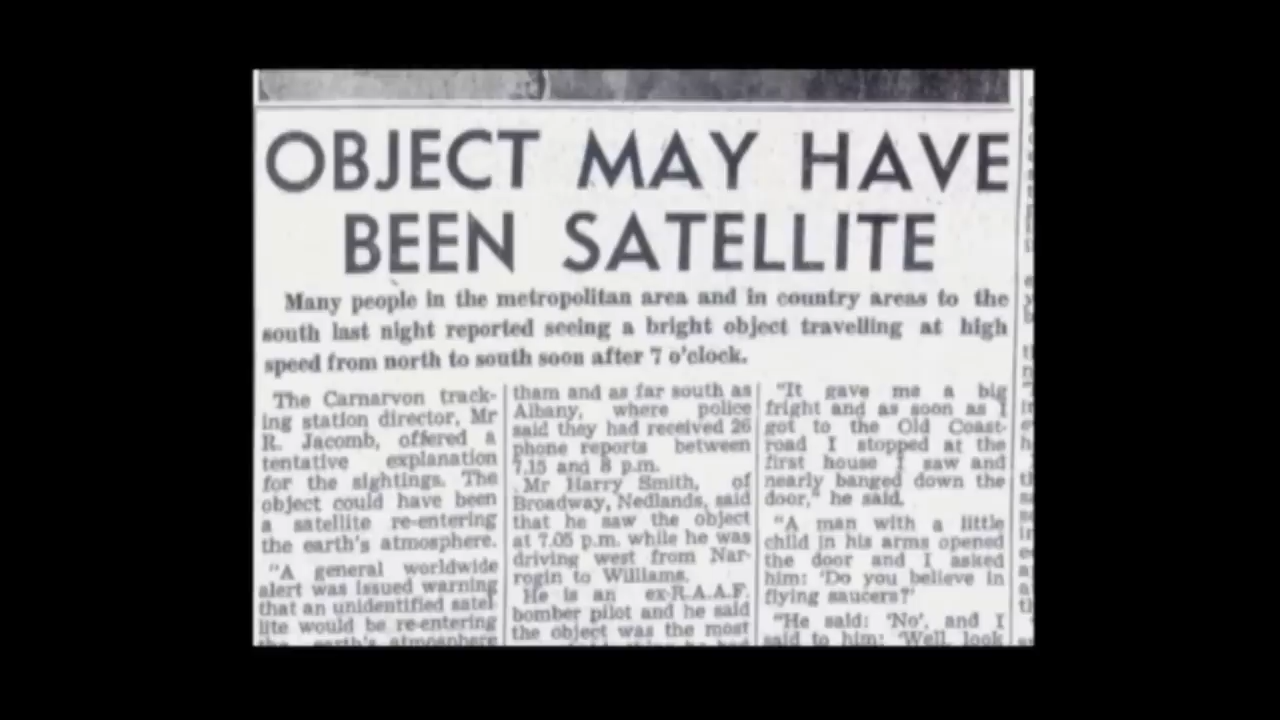 OBJECT MAY HAVE
BEEN SATELLITE
Many people in the metropolitan area and in country areas to the
south last night reported seeing a bright object travelling at high
speed from north to south soon after 7 o'clock.
The Carnarvon track-
ing station director, Mr
R. Jacomb, offered a
tentative explanation
for the sightings. The
object could have been
a satellite re-entering
the earth's atmosphere.
"A general worldwide
alert was issued warning
that an unidentified satel-
lite would be re-entering
the earth's atmosphere
tham and as far south as
Albany, where police
said they had received 26
phone reports between
7.15 and 8 p.m.
Mr Harry Smith, of
Broadway, Nedlands, said
that he saw the object
at 7.05 p.m. while he was
driving west from Nar-
rogin to Williams.
He is an ex-R.A.A.F.
bomber pilot and he said
the object was the most
"It gave me a big
fright and as soon as I
got to the Old Coast-
road I stopped at the
first house I saw and
nearly banged down the
door," he said.
"A man with a little
child in his arms opened
the door and I asked
him: 'Do you believe in
flying saucers?'
"He said: 'No', and I
said to him: 'Well, look